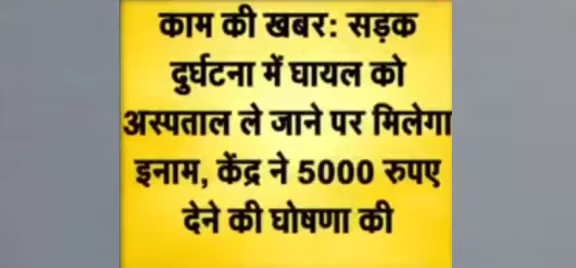 काम की खबर: सड़क
दुर्घटना में घायल को
अस्पताल ले जाने पर मिलेगा
इनाम, केंद्र ने 5000 रुपए
देने की घोषणा की